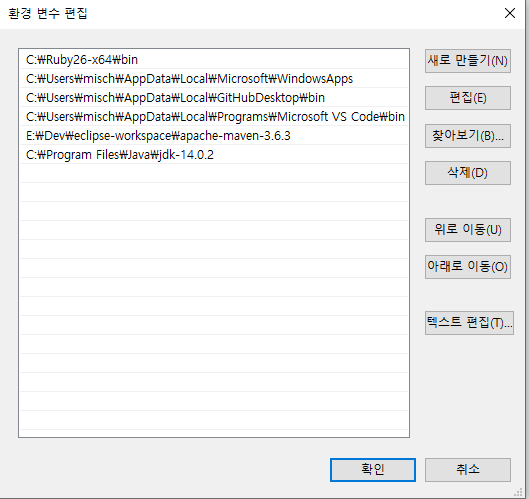 환경 변수 편집
C:₩Ruby26-x64₩bin
C:₩Users₩misch₩AppData₩Local₩Microsoft₩WindowsApps
C:₩Users₩misch₩AppData₩Local₩GitHubDesktop₩bin
C:₩Users₩misch₩AppData₩Local₩Programs₩Microsoft VS Code₩bin
E:₩Dev₩eclipse-workspace₩apache-maven-3.6.3
C:₩Program Files₩Java₩jdk-14.0.2
새로 만들기(N)
편집(E)
찾아보기(B)...
삭제(D)
위로 이동(U)
아래로 이동(O)
텍스트 편집(T)...
확인
취소